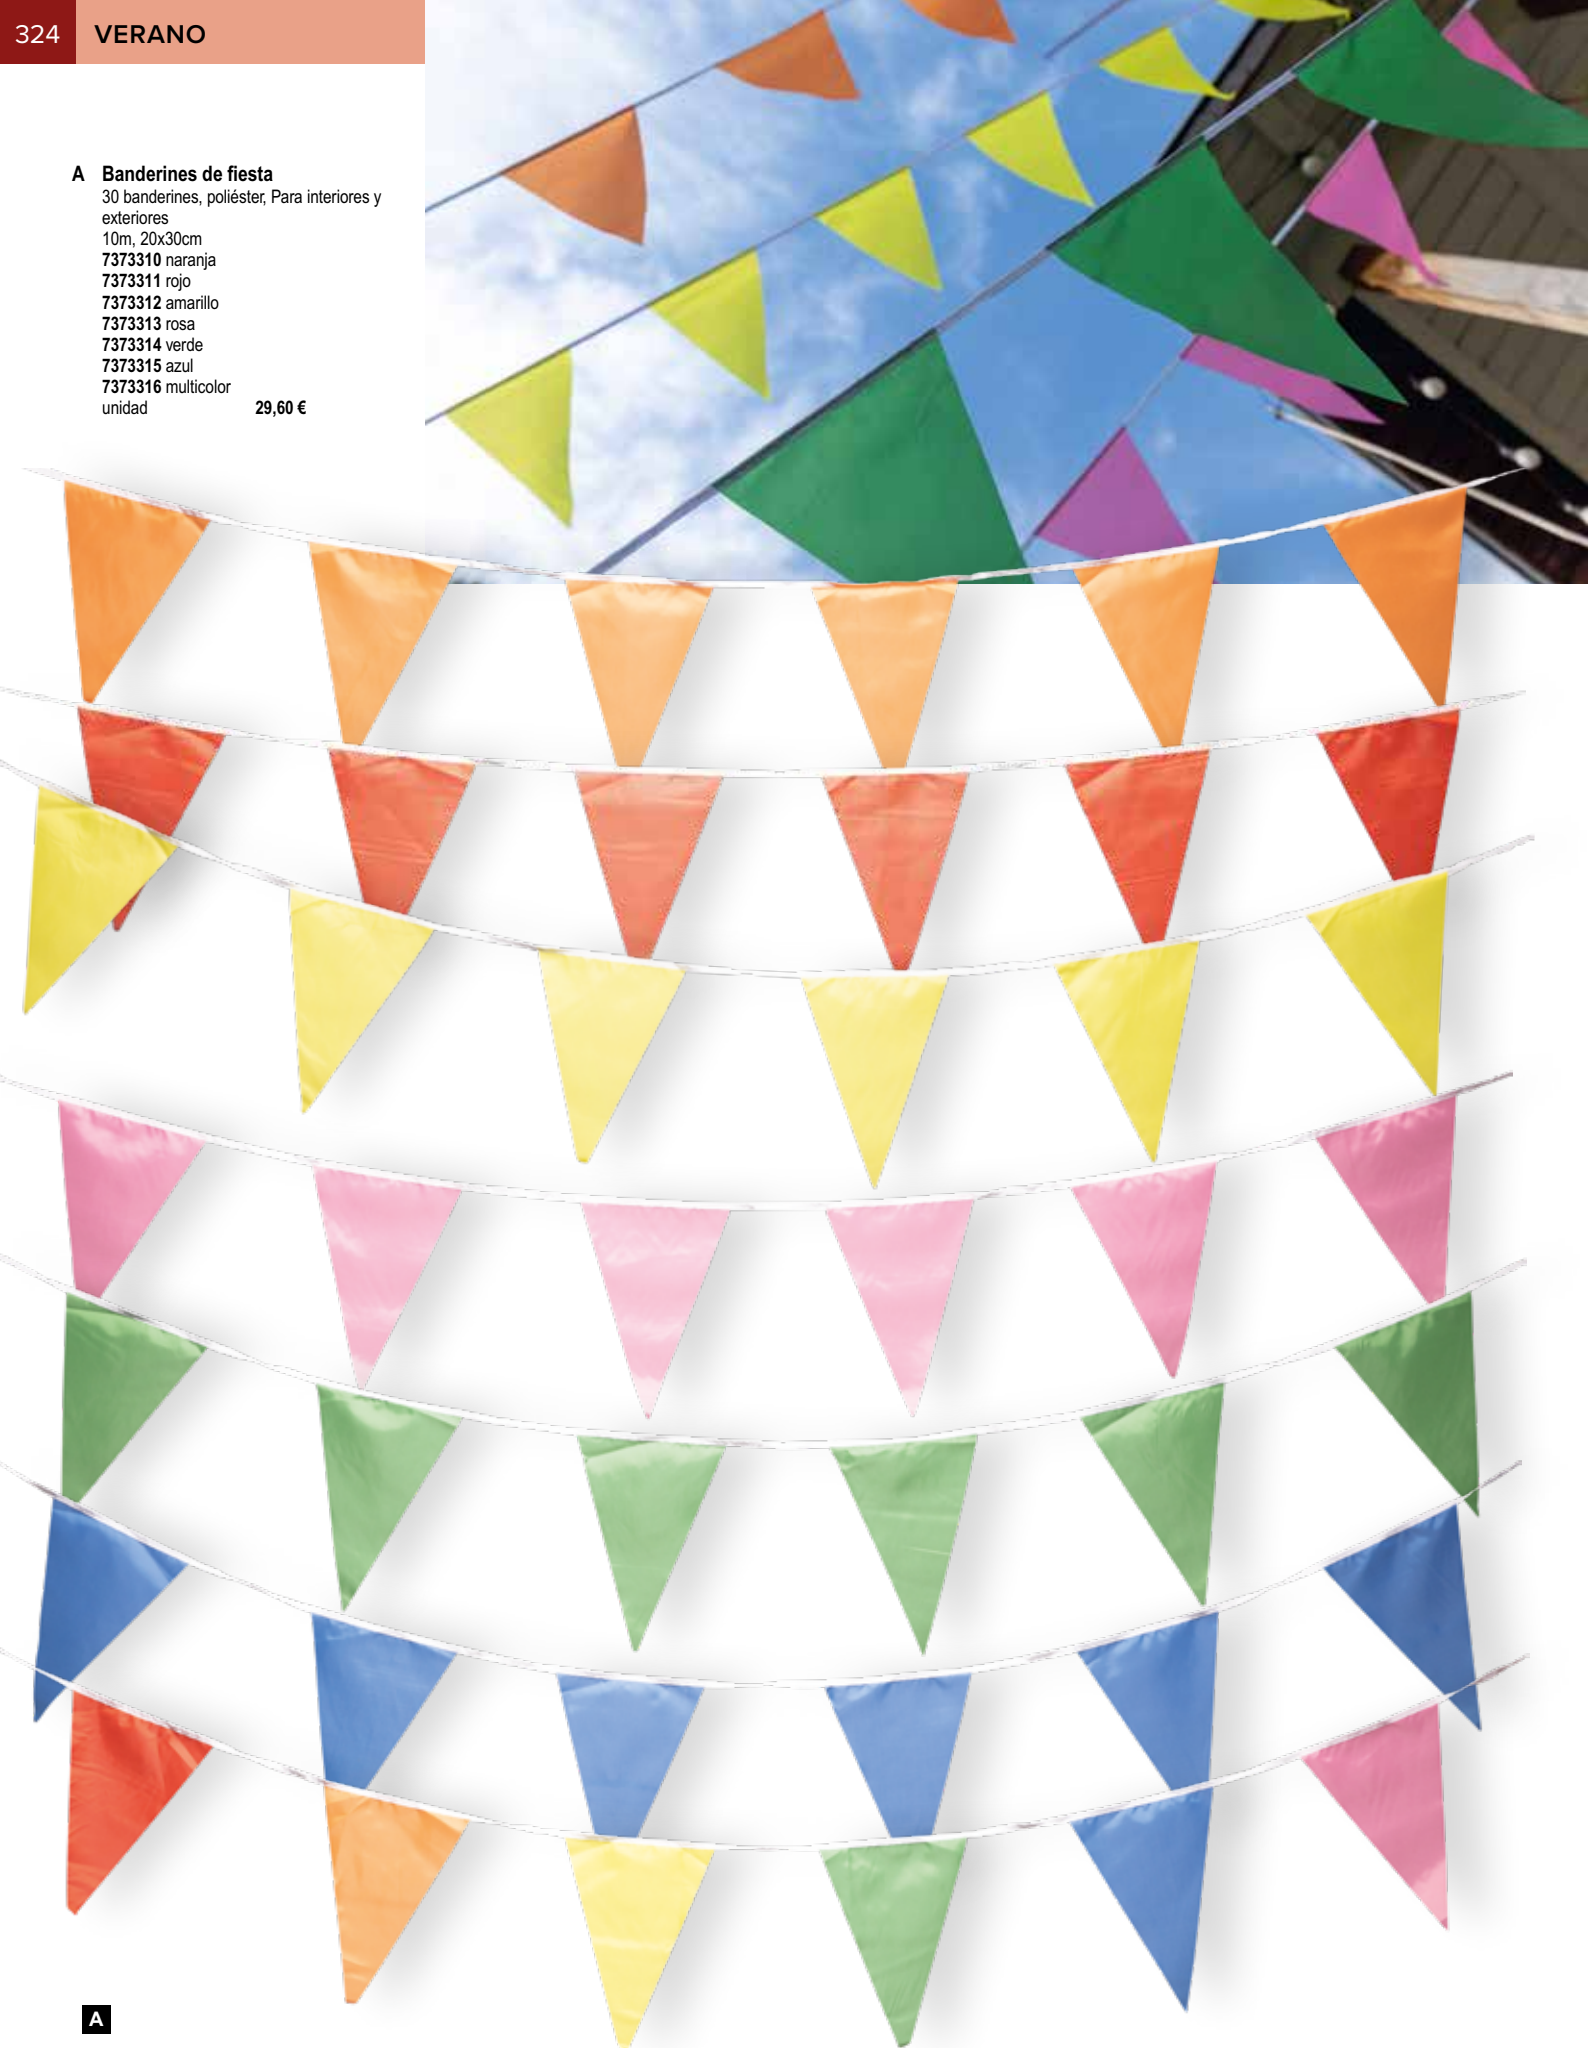 324 VERANO
A Banderines de fiesta
30 banderines, poliéster, Para interiores y
exteriores
10m, 20x30cm
7373310 naranja
7373311 rojo
7373312 amarillo
7373313 rosa
7373314 verde
7373315 azul
7373316 multicolor
unidad 29,60 €
A